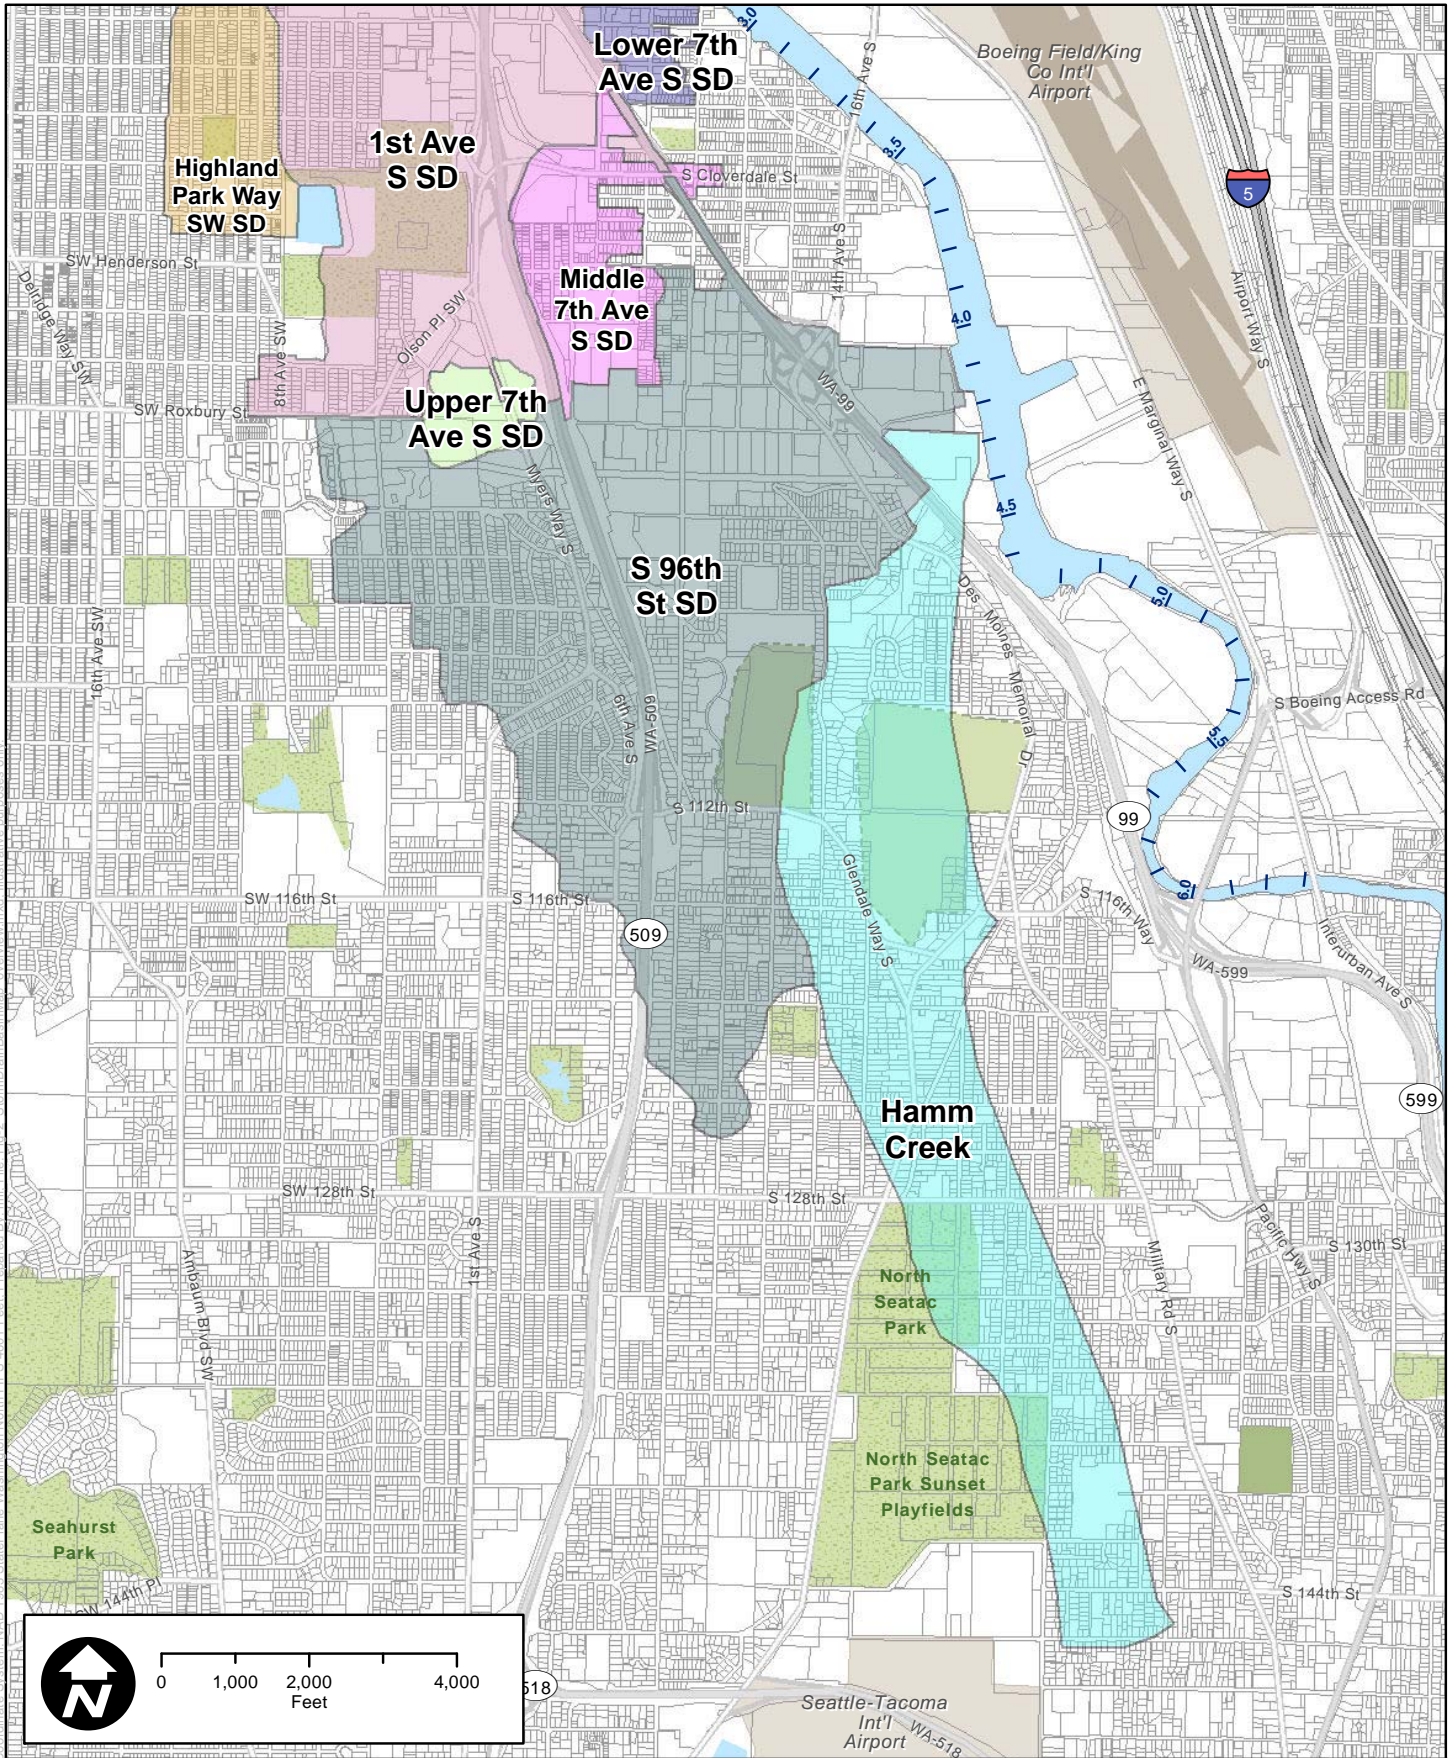 3.0
Lower 7th
Ave S SD
16th Ave S
Boeing Field/King
Co Int'l
Airport
1st Ave
S SD
3.5
Highland
Park Way
SW SD
S Cloverdale St
5
SW Henderson St
14th Ave S
Delridge Way SW
Middle
7th Ave
S SD
Airport Way S
4.0
Olson Pl SW
8th Ave SW
WA-99
E Marginal Way S
SW Roxbury St
Upper 7th
Ave S SD
Myers Way S
4.5
S 96th
St SD
Des Moines Memorial Dr
5.0
16th Ave SW
6th Ave S
WA-509
S Boeing Access Rd
5.5
S 112th St
99
Glendale Way S
6.0
SW 116th St
S 116th St
S 116th Way
509
Interurban Ave S
WA-599
599
Hamm
Creek
SW 128th St
S 128th St
1st Ave S
Pacific Hwy S
S 130th St
Ambaum Blvd SW
Military Rd S
North
Seatac
Park
North Seatac
Park Sunset
Playfields
Seahurst
Park
SW 144th Pl
S 144th St
N
0
1,000
2,000
4,000
Feet
518
Seattle-Tacoma
Int'l
Airport
WA-518